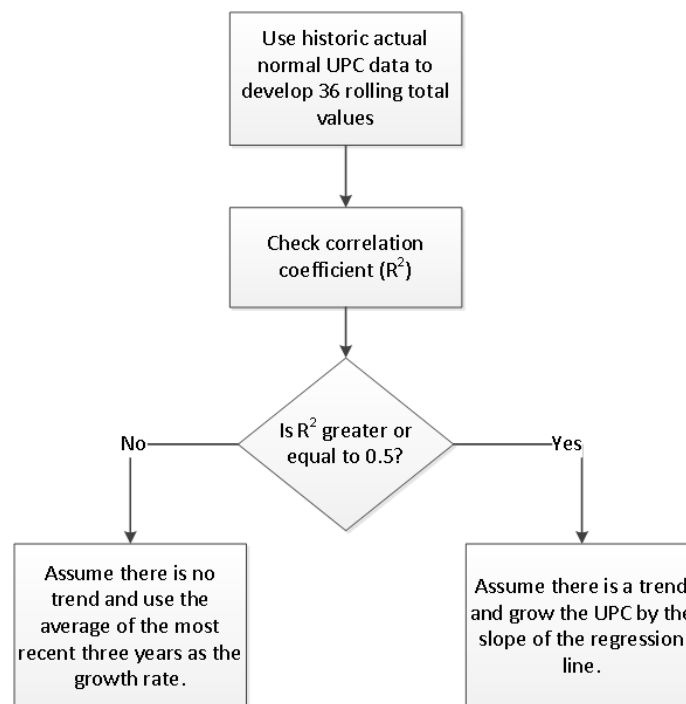 Use historic actual
normal UPC data to
develop 36 rolling total
values
Check correlation
coefficient (R²)
Is R² greater or
equal to 0.5?
No
Yes
Assume there is no
trend and use the
average of the most
recent three years as the
growth rate.
Assume there is a trend
and grow the UPC by the
slope of the regression
line.